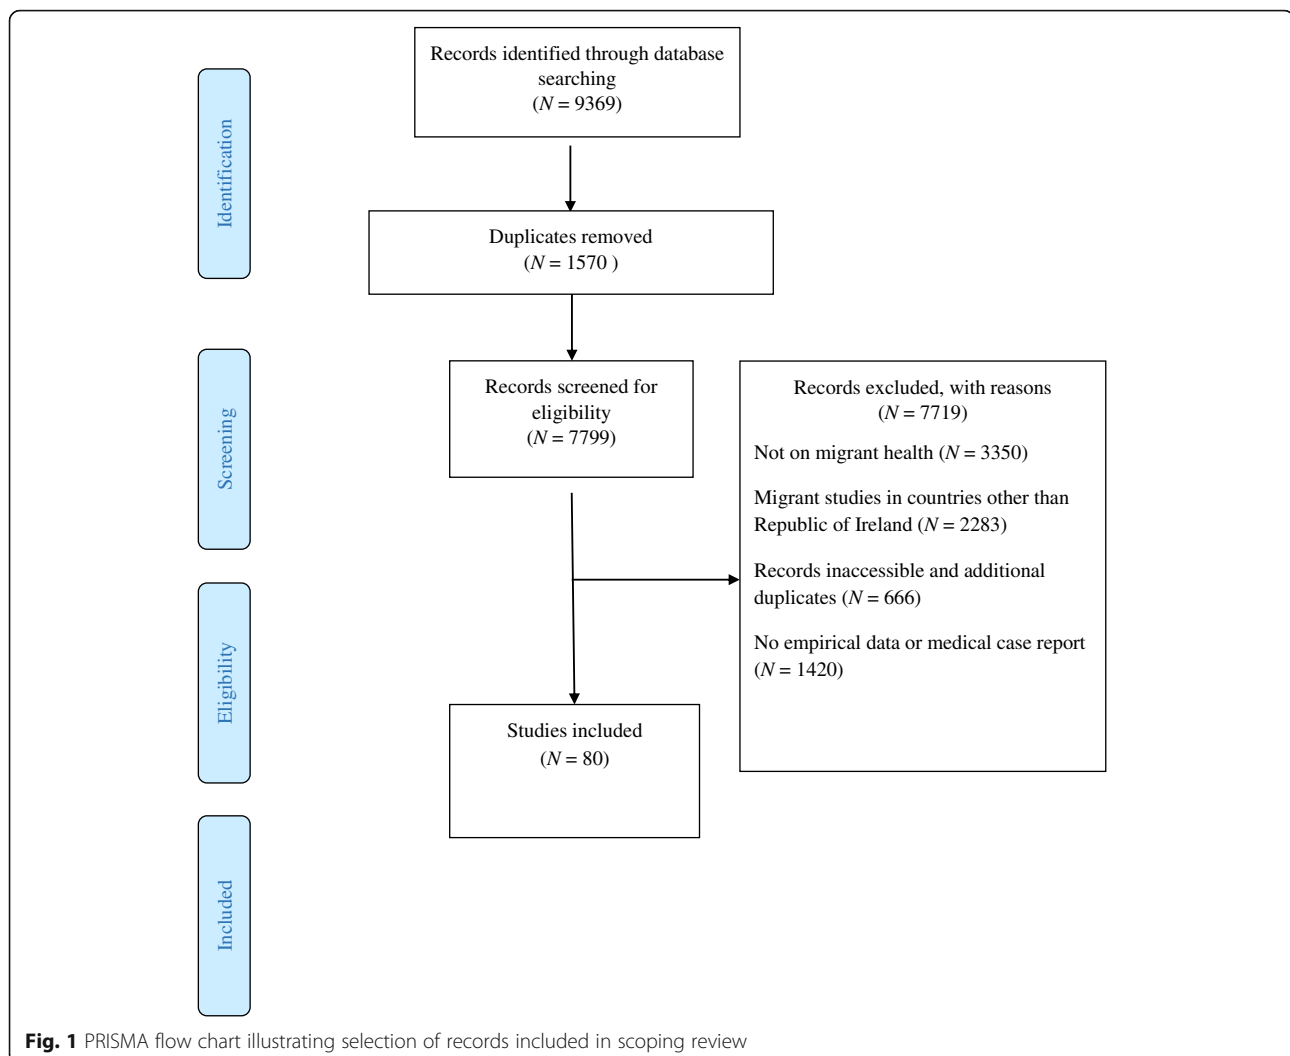 Records identified through database
searching
(N = 9369)
Identification
Duplicates removed
(N = 1570 )
Screening
Records screened for
eligibility
(N = 7799)
Records excluded, with reasons
(N = 7719)
Not on migrant health (N = 3350)
Migrant studies in countries other than
Republic of Ireland (N = 2283)
Records inaccessible and additional
duplicates (N = 666)
No empirical data or medical case report
(N = 1420)
Eligibility
Studies included
(N = 80)
Included
Fig. 1 PRISMA flow chart illustrating selection of records included in scoping review